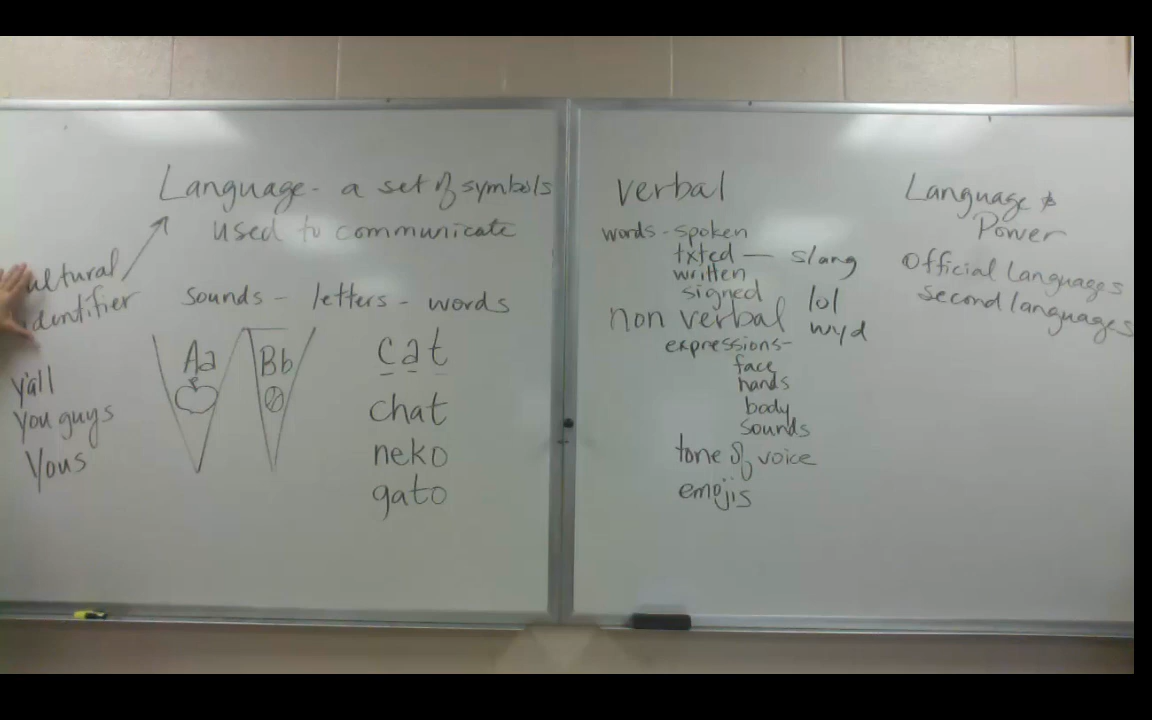 Language - a set of symbols
used to communicate
ultural
identifier
sounds - letters - words
y'all
you guys
Yous
Aa
Bb
cat
chat
neko
gato
verbal
words - spoken
txted — slang
written
signed
lol
wyd
non verbal
expressions-
face
hands
body
sounds
tone of voice
emojis
Language &
Power
Official languages
second languages